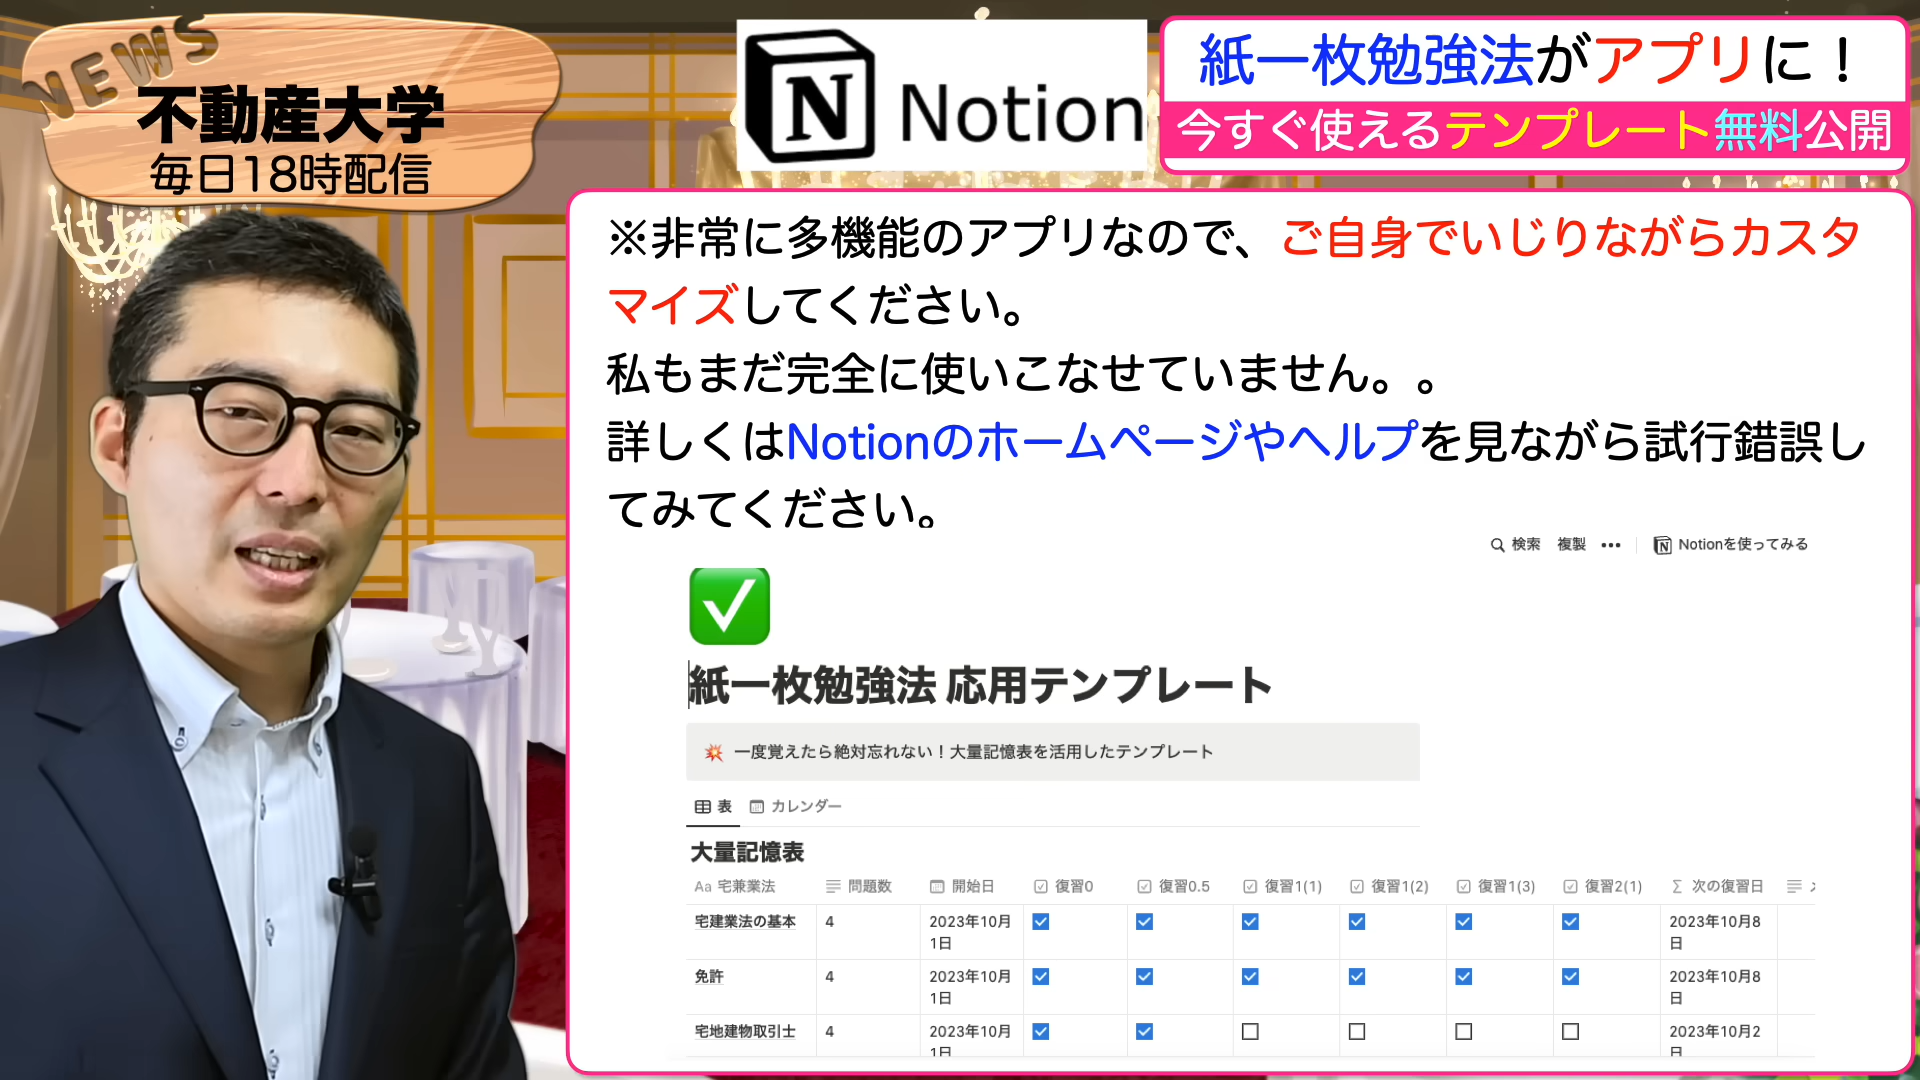 NEWS
不動産大学
毎日18時配信
N Notion
紙一枚勉強法がアプリに！
今すぐ使えるテンプレート無料公開
※非常に多機能のアプリなので、ご自身でいじりながらカスタ
マイズしてください。
私もまだ完全に使いこなせていません。。
詳しくはNotionのホームページやヘルプを見ながら試行錯誤し
てみてください。
検索 複製 ••• Notionを使ってみる
紙一枚勉強法 応用テンプレート
一度覚えたら絶対忘れない！大量記憶表を活用したテンプレート
表 カレンダー
大量記憶表
Aa 宅兼業法 問題数 開始日 復習0 復習0.5 復習1(1) 復習1(2) 復習1(3) 復習2(1) Σ 次の復習日
宅建業法の基本 4 2023年10月 2023年10月8
1日 日
免許 4 2023年10月 2023年10月8
1日 日
宅地建物取引士 4 2023年10月 2023年10月2
1日 日